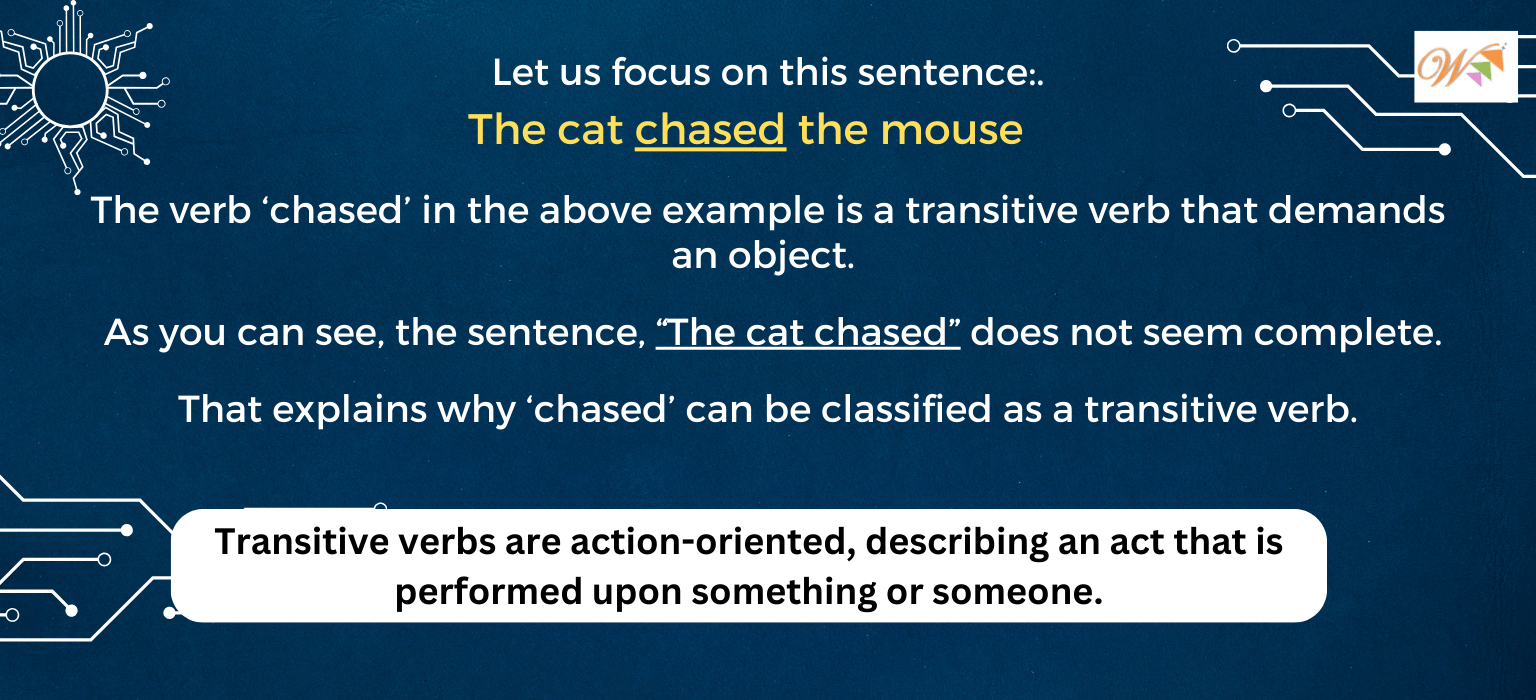 Let us focus on this sentence:.
The cat chased the mouse
The verb ‘chased’ in the above example is a transitive verb that demands
an object.
As you can see, the sentence, “The cat chased” does not seem complete.
That explains why ‘chased’ can be classified as a transitive verb.
Transitive verbs are action-oriented, describing an act that is
performed upon something or someone.